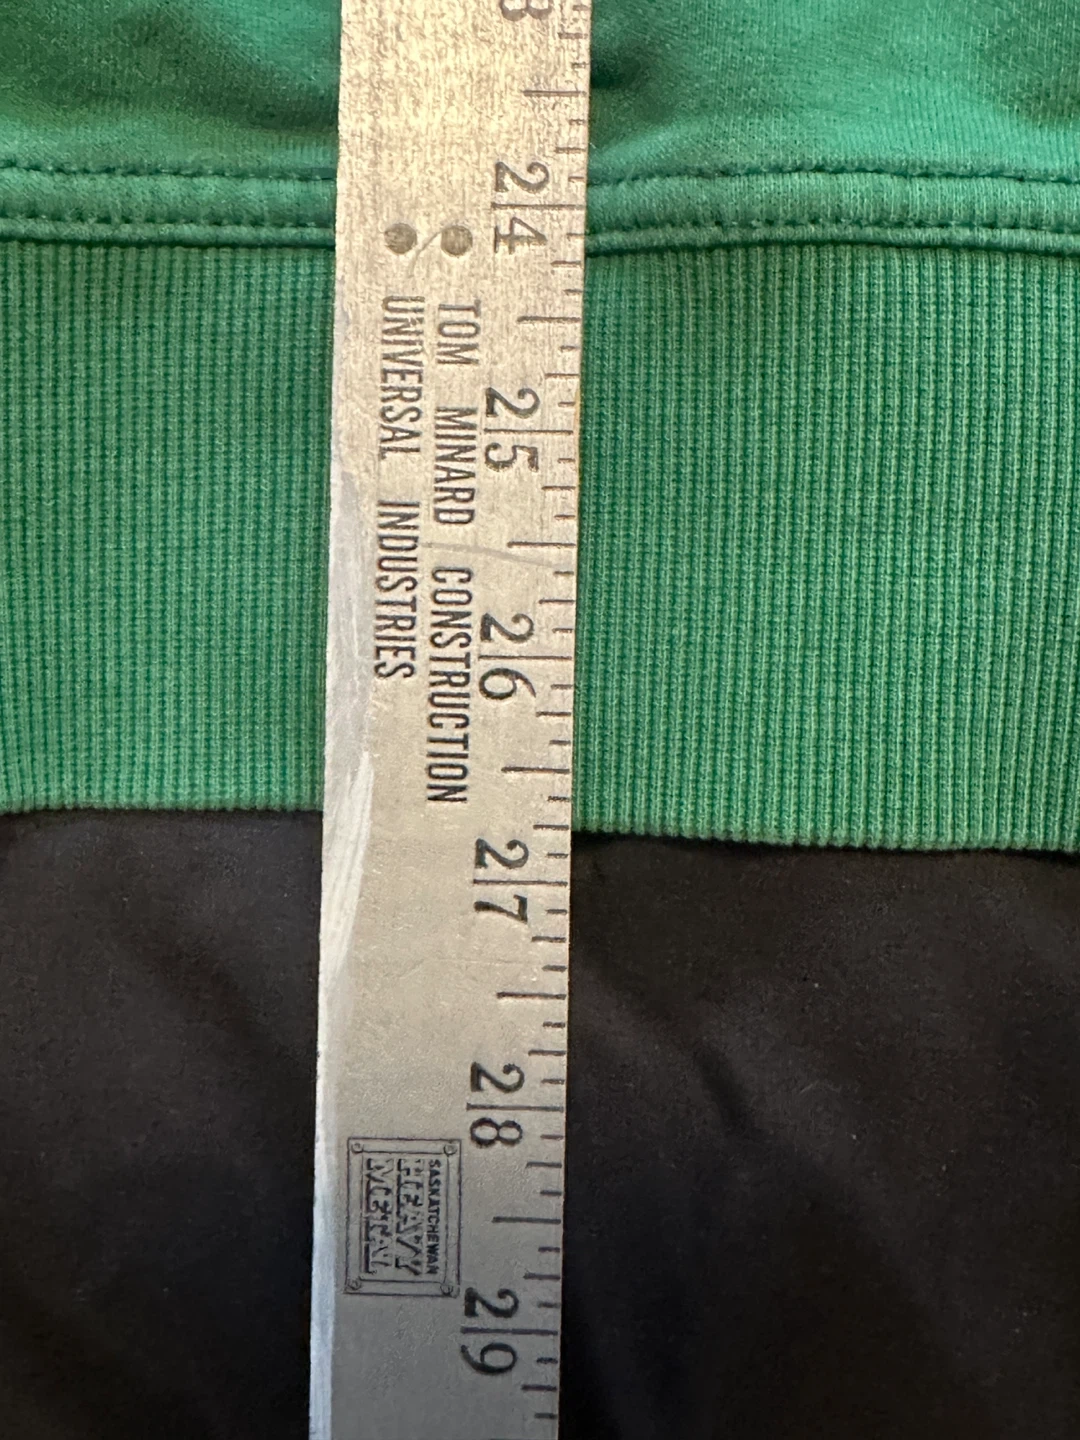 24
25
26
27
28
29
TOM MINARD CONSTRUCTION
UNIVERSAL INDUSTRIES
SASKATCHEWAN
HEAVY
METAL